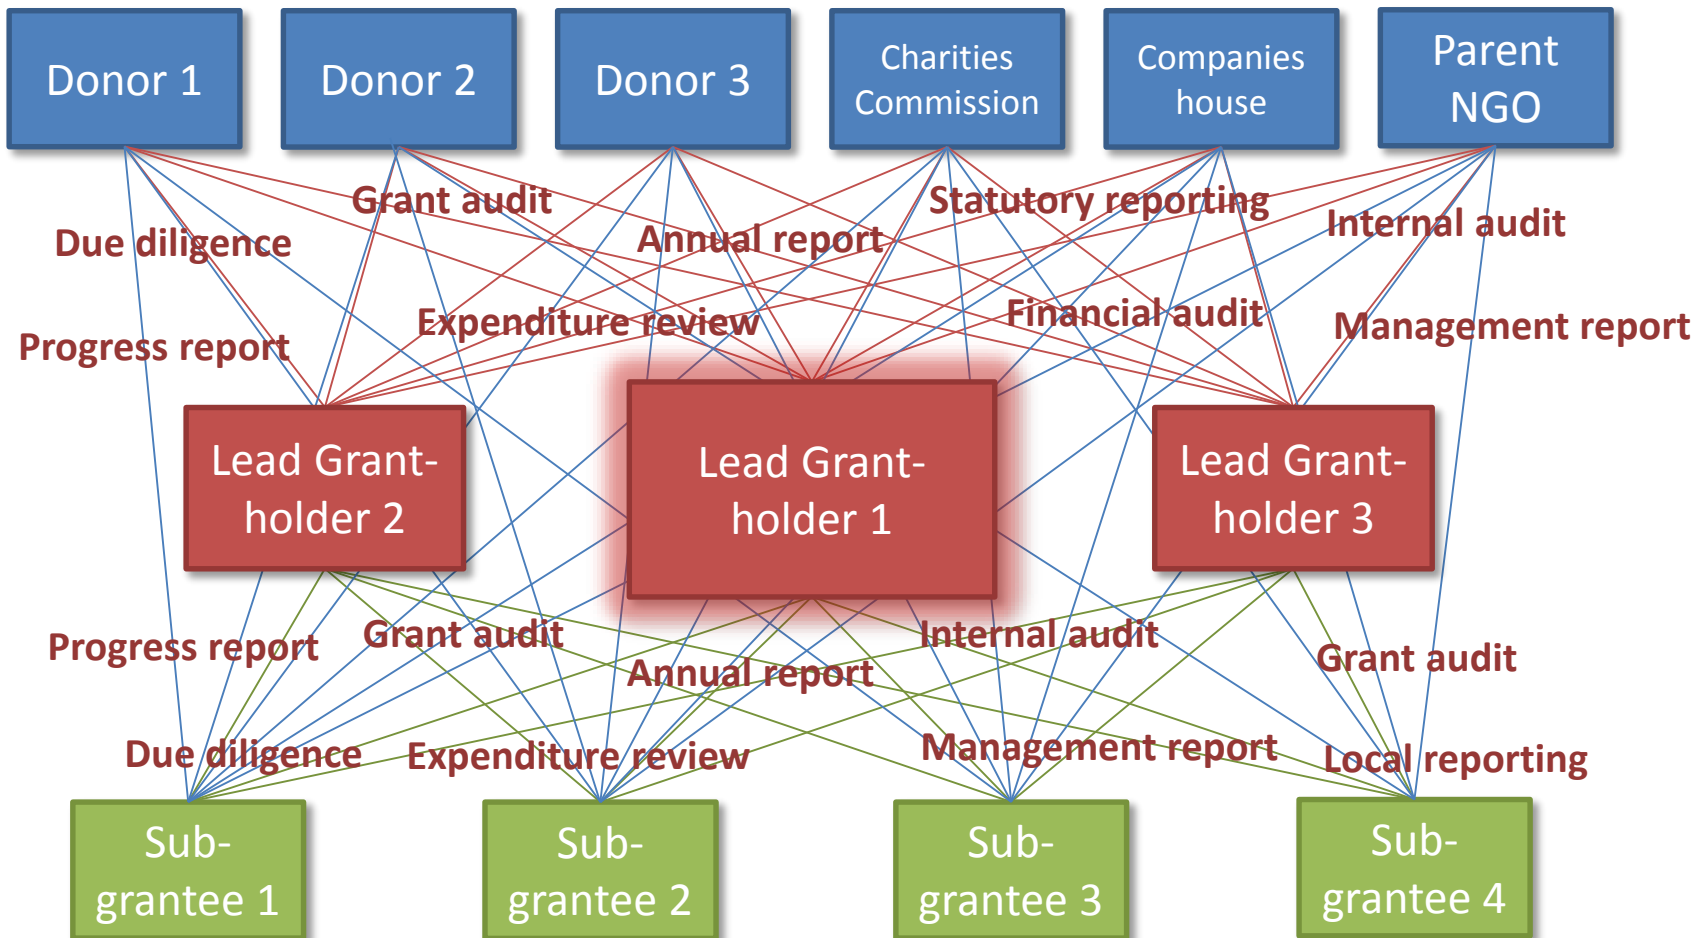 Donor 1
Donor 2
Donor 3
Charities
Commission
Companies
house
Parent
NGO
Grant audit
Statutory reporting
Internal audit
Due diligence
Annual report
Expenditure review
Financial audit
Management report
Progress report
Lead Grant-
holder 2
Lead Grant-
holder 1
Lead Grant-
holder 3
Progress report
Grant audit
Annual report
Internal audit
Grant audit
Due diligence
Expenditure review
Management report
Local reporting
Sub-
grantee 1
Sub-
grantee 2
Sub-
grantee 3
Sub-
grantee 4